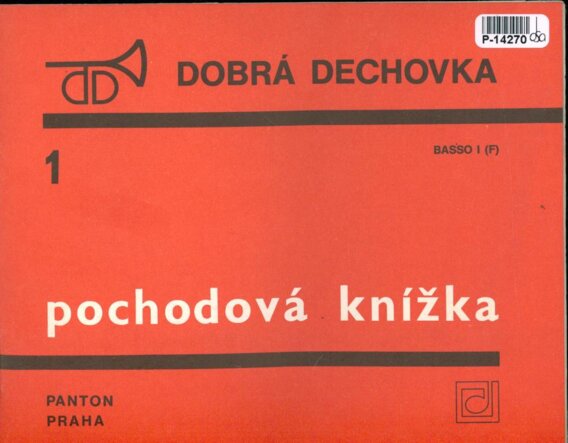 P-14270
DOBRÁ DECHOVKA
1
BASSO I (F)
pochodová knížka
PANTON
PRAHA